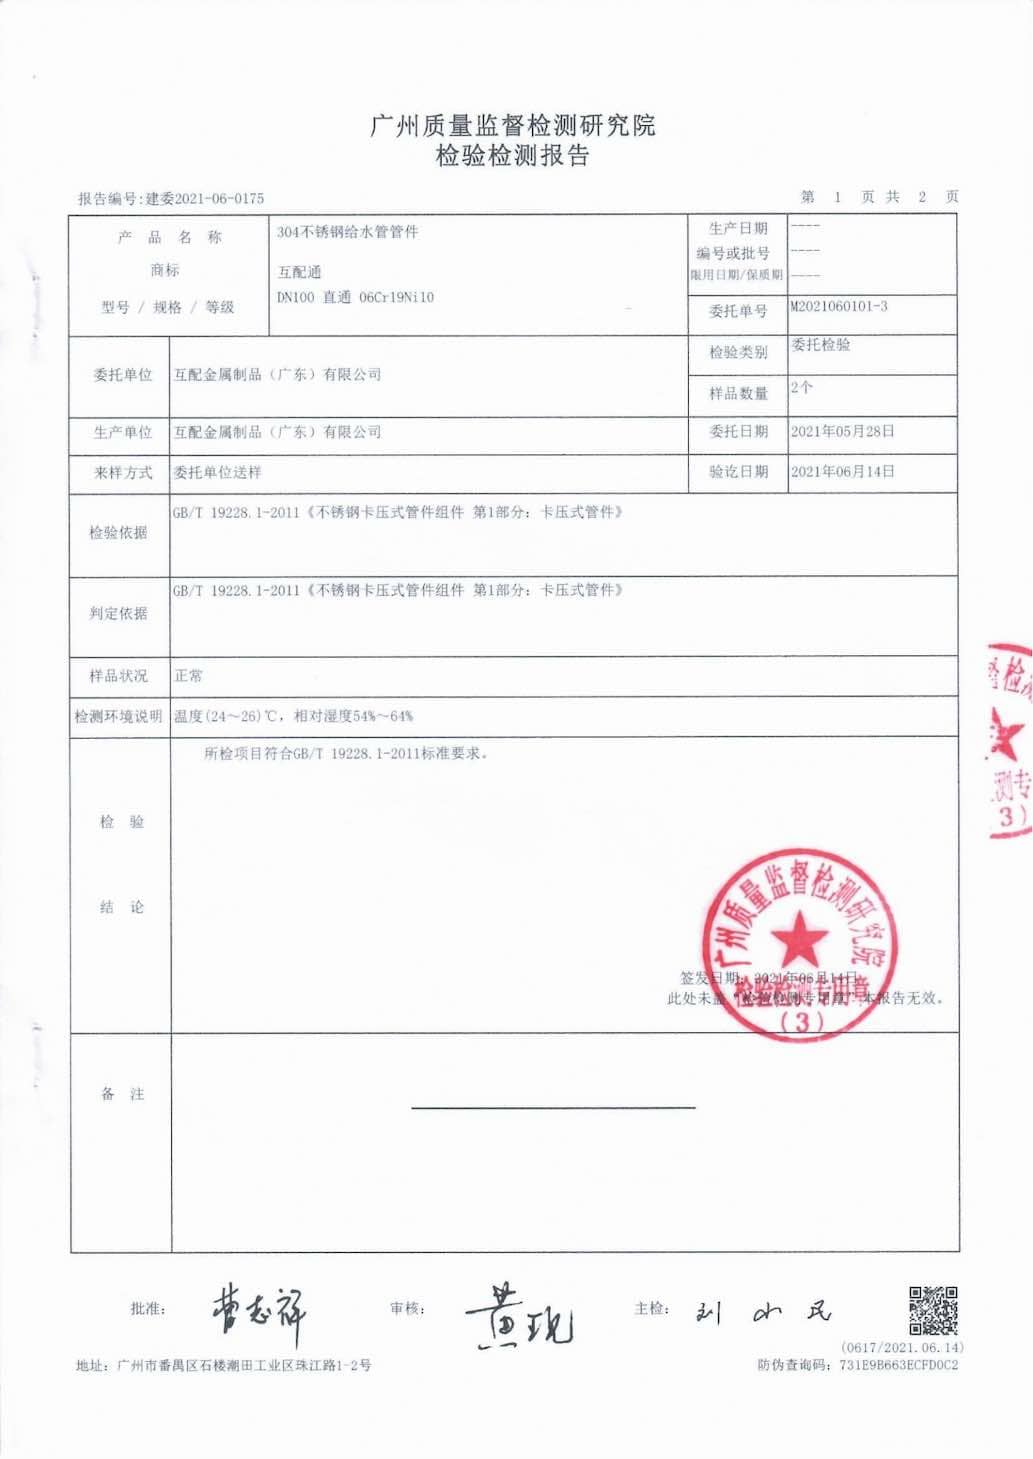 广州质量监督检测研究院
检验检测报告
报告编号:建委2021-06-0175
第 1 页 共 2 页
产 品 名 称
商标
型号 / 规格 / 等级
304不锈钢给水管管件
互配通
DN100 直通 06Cr19Ni10
生产日期 ----
编号或批号 ----
限用日期/保质期 ----
委托单号 M2021060101-3
委托单位 互配金属制品（广东）有限公司
检验类别 委托检验
样品数量 2个
生产单位 互配金属制品（广东）有限公司
委托日期 2021年05月28日
来样方式 委托单位送样
验讫日期 2021年06月14日
检验依据 GB/T 19228.1-2011《不锈钢卡压式管件组件 第1部分：卡压式管件》
判定依据 GB/T 19228.1-2011《不锈钢卡压式管件组件 第1部分：卡压式管件》
样品状况 正常
检测环境说明 温度(24～26)℃，相对湿度54%～64%
检 验
结 论
所检项目符合GB/T 19228.1-2011标准要求。
广州质量监督检测研究院
检验检测专用章
(3)
签发日期：2021年06月14日
此处未盖“检验检测专用章”本报告无效。
督检测
测专
3)
备 注
批准： 曹志祥
审核： 黄现
主检： 刘小民
(0617/2021.06.14)
地址：广州市番禺区石楼潮田工业区珠江路1-2号
防伪查询码：731E9B663ECFD0C2